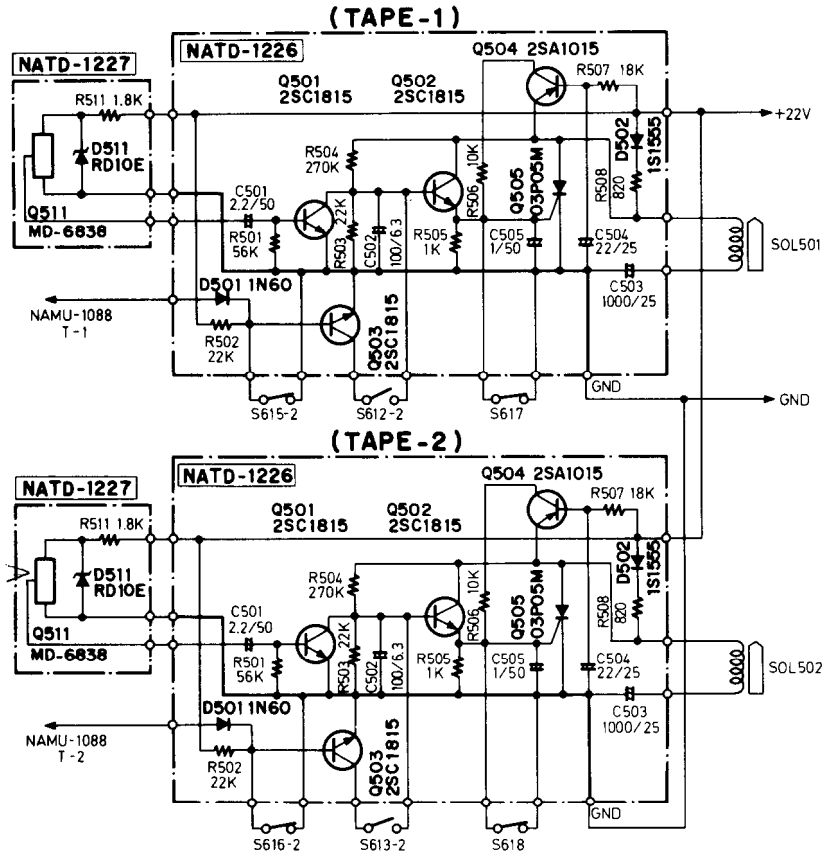 (TAPE-1)
NATD-1227
NATD-1226
Q504 2SA1015
R507 18K
Q501
2SC1815
Q502
2SC1815
R511 1.8K
+22V
D511
RD10E
R504
270K
10K
D502
1S1555
Q505
03P05M
R506
R508
820
C501
2.2/50
22K
Q511
MD-6838
R501
56K
R503
C502
100/6.3
R505
1K
C505
1/50
C504
22/25
SOL501
D501 1N60
C503
1000/25
NAMU-1088
T-1
R502
22K
Q503
2SC1815
GND
GND
S615-2
S612-2
S617
(TAPE-2)
NATD-1227
NATD-1226
Q504 2SA1015
R507 18K
Q501
2SC1815
Q502
2SC1815
R511 1.8K
D511
RD10E
R504
270K
10K
D502
1S1555
Q505
03P05M
R506
R508
820
C501
2.2/50
22K
Q511
MD-6838
R501
56K
R503
C502
100/6.3
R505
1K
C505
1/50
C504
22/25
SOL502
D501 1N60
C503
1000/25
NAMU-1088
T-2
R502
22K
Q503
2SC1815
GND
S616-2
S613-2
S618